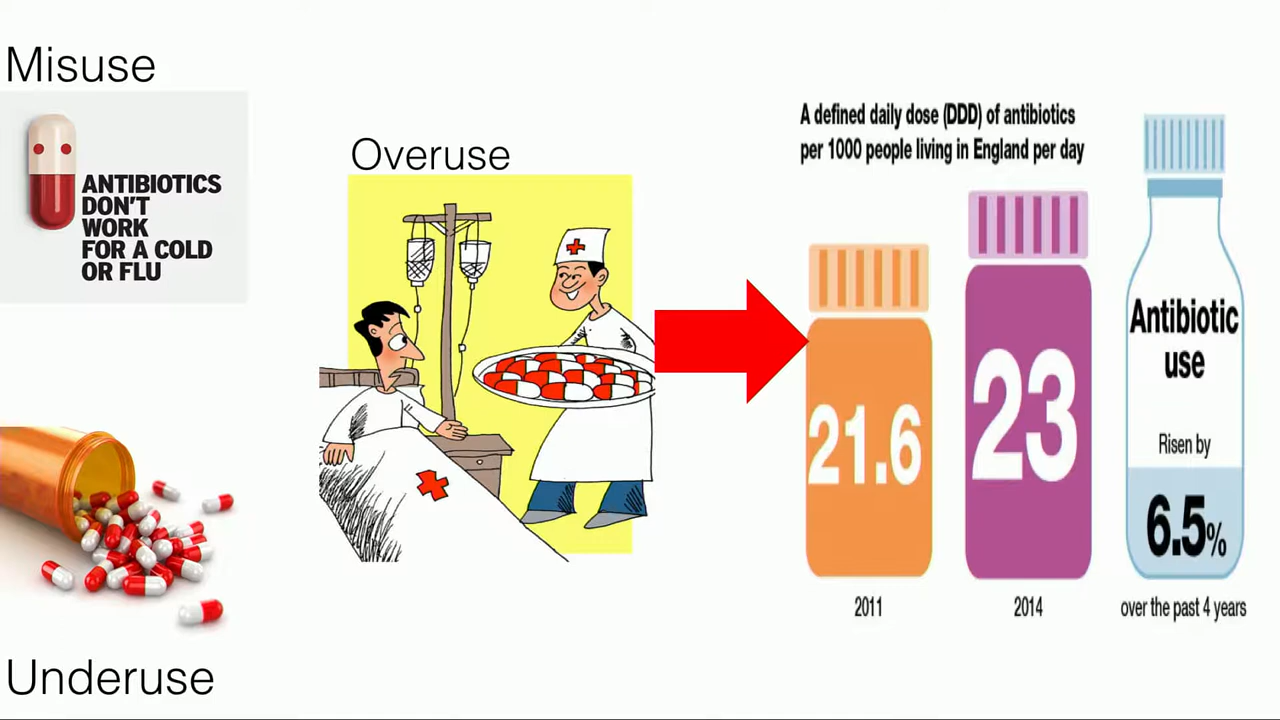 Misuse
ANTIBIOTICS
DON'T
WORK
FOR A COLD
OR FLU
Underuse
Overuse
A defined daily dose (DDD) of antibiotics
per 1000 people living in England per day
21.6
2011
23
2014
Antibiotic
use
Risen by
6.5%
over the past 4 years